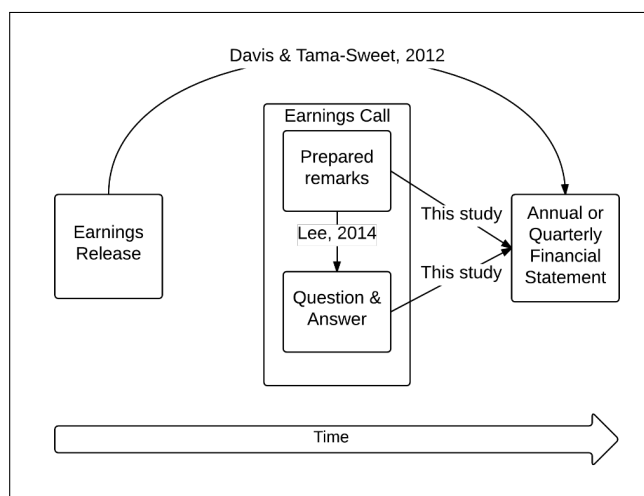 Davis & Tama-Sweet, 2012
Earnings Call
Prepared
remarks
This study
Lee, 2014
This study
Question &
Answer
Earnings
Release
Annual or
Quarterly
Financial
Statement
Time